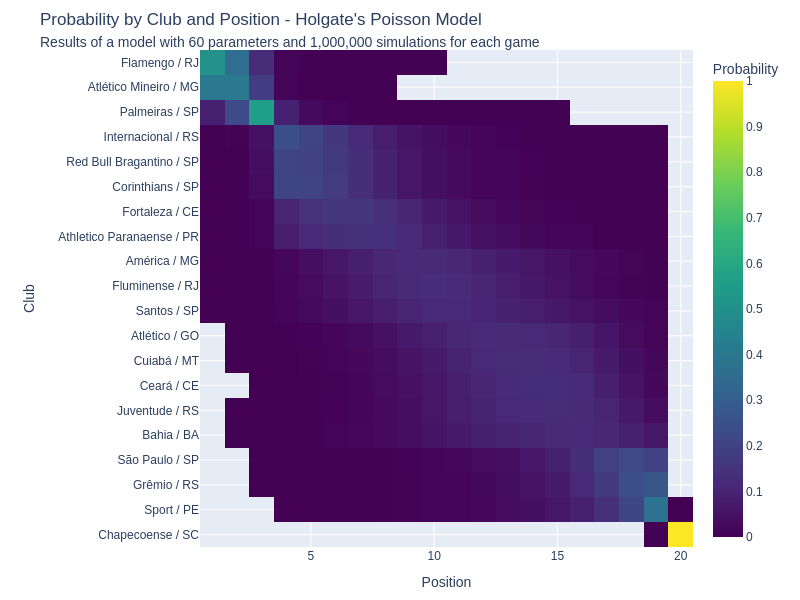 Probability by Club and Position - Holgate's Poisson Model
Results of a model with 60 parameters and 1,000,000 simulations for each game
Probability
Flamengo / RJ
Atlético Mineiro / MG
Palmeiras / SP
Internacional / RS
Red Bull Bragantino / SP
Corinthians / SP
Fortaleza / CE
Athletico Paranaense / PR
América / MG
Fluminense / RJ
Santos / SP
Atlético / GO
Cuiabá / MT
Ceará / CE
Juventude / RS
Bahia / BA
São Paulo / SP
Grêmio / RS
Sport / PE
Chapecoense / SC
Club
5
10
15
20
Position
1
0.9
0.8
0.7
0.6
0.5
0.4
0.3
0.2
0.1
0